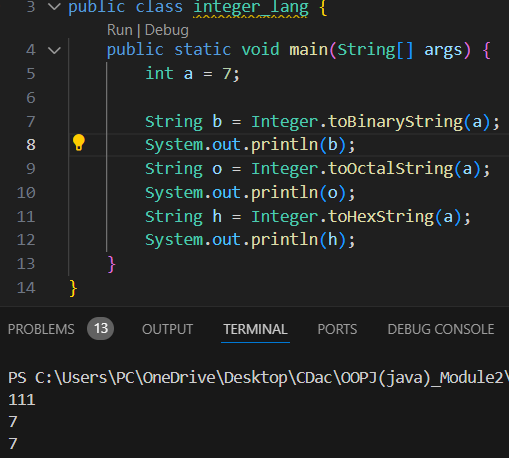 3 public class integer_lang {
Run | Debug
4 public static void main(String[] args) {
5 int a = 7;
6
7 String b = Integer.toBinaryString(a);
8 System.out.println(b);
9 String o = Integer.toOctalString(a);
10 System.out.println(o);
11 String h = Integer.toHexString(a);
12 System.out.println(h);
13 }
14 }
PROBLEMS 13 OUTPUT TERMINAL PORTS DEBUG CONSOLE
PS C:\Users\PC\OneDrive\Desktop\CDac\OOPJ(java)_Module2\
111
7
7